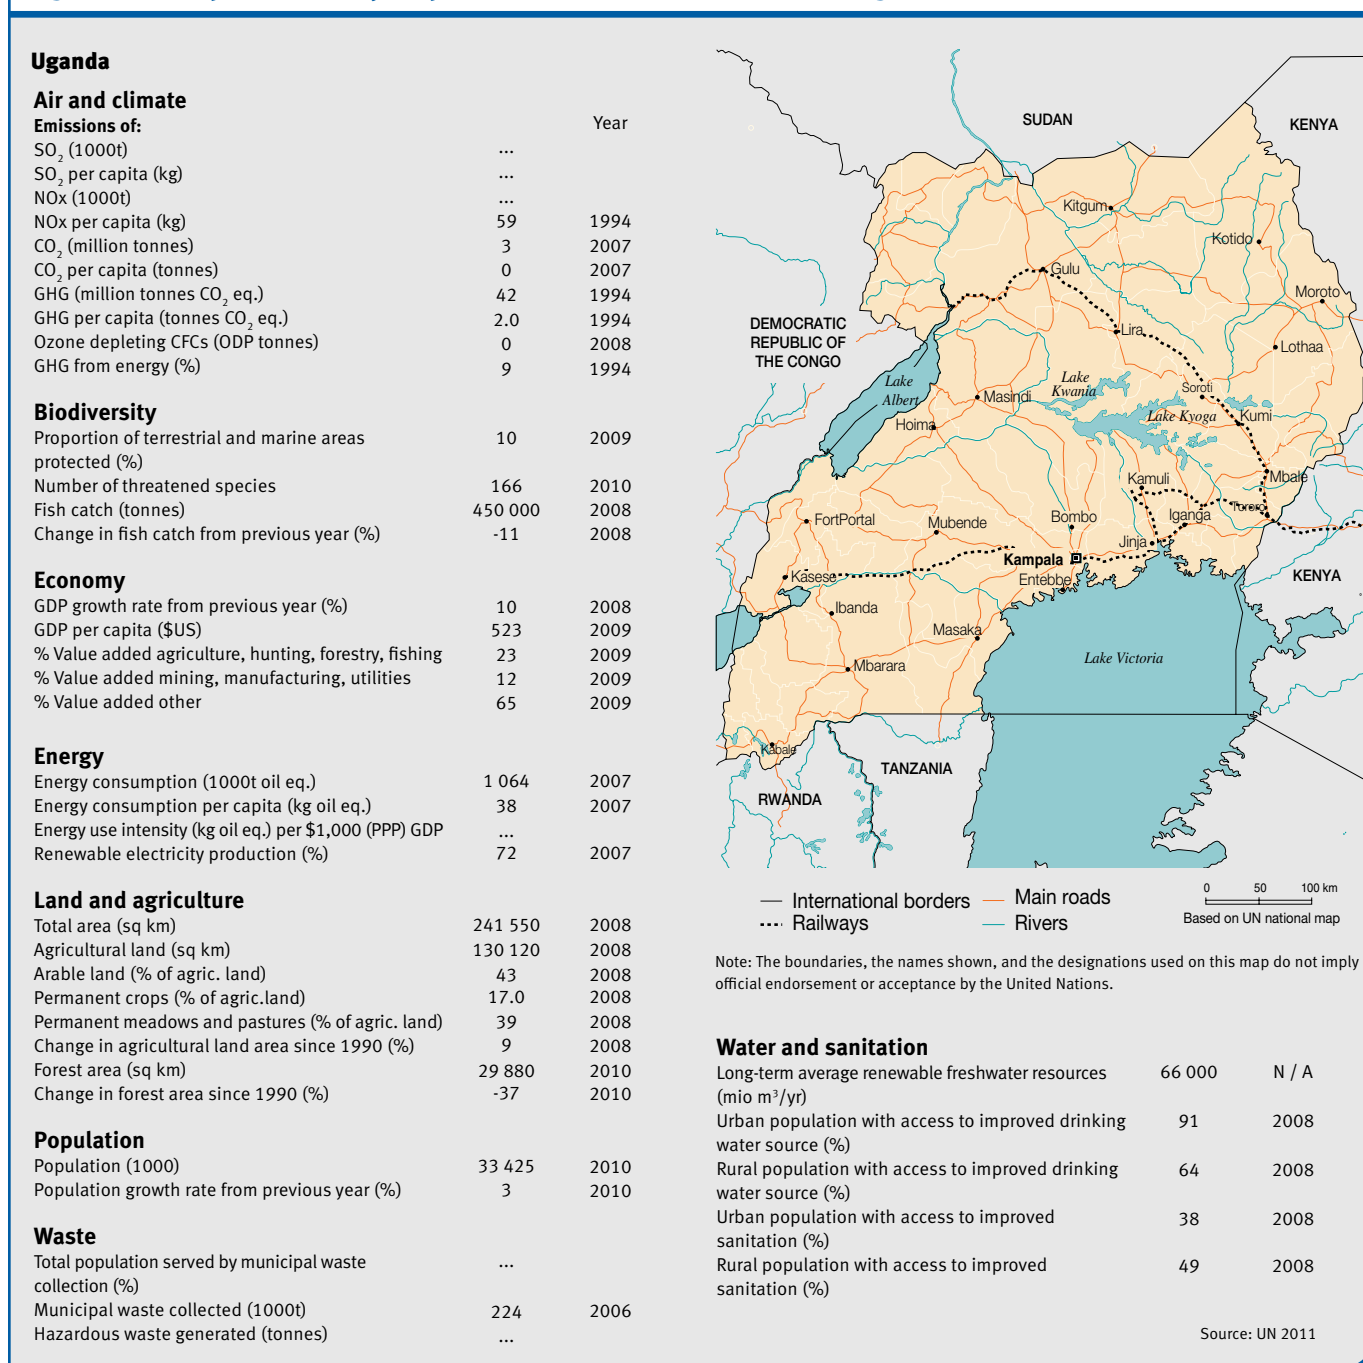 Uganda
Air and climate
Emissions of: Year
SO2 (1000t) ...
SO2 per capita (kg) ...
NOx (1000t) ...
NOx per capita (kg) 59 1994
CO2 (million tonnes) 3 2007
CO2 per capita (tonnes) 0 2007
GHG (million tonnes CO2 eq.) 42 1994
GHG per capita (tonnes CO2 eq.) 2.0 1994
Ozone depleting CFCs (ODP tonnes) 0 2008
GHG from energy (%) 9 1994
Biodiversity
Proportion of terrestrial and marine areas 10 2009
protected (%)
Number of threatened species 166 2010
Fish catch (tonnes) 450 000 2008
Change in fish catch from previous year (%) -11 2008
Economy
GDP growth rate from previous year (%) 10 2008
GDP per capita ($US) 523 2009
% Value added agriculture, hunting, forestry, fishing 23 2009
% Value added mining, manufacturing, utilities 12 2009
% Value added other 65 2009
Energy
Energy consumption (1000t oil eq.) 1 064 2007
Energy consumption per capita (kg oil eq.) 38 2007
Energy use intensity (kg oil eq.) per $1,000 (PPP) GDP ...
Renewable electricity production (%) 72 2007
Land and agriculture
Total area (sq km) 241 550 2008
Agricultural land (sq km) 130 120 2008
Arable land (% of agric. land) 43 2008
Permanent crops (% of agric.land) 17.0 2008
Permanent meadows and pastures (% of agric. land) 39 2008
Change in agricultural land area since 1990 (%) 9 2008
Forest area (sq km) 29 880 2010
Change in forest area since 1990 (%) -37 2010
Population
Population (1000) 33 425 2010
Population growth rate from previous year (%) 3 2010
Waste
Total population served by municipal waste ...
collection (%)
Municipal waste collected (1000t) 224 2006
Hazardous waste generated (tonnes) ...
SUDAN
KENYA
Kitgum
Kotido
Gulu
Moroto
DEMOCRATIC
REPUBLIC OF
THE CONGO
Lira
Lothaa
Lake
Albert
Lake
Kwania
Masindi
Soroti
Lake Kyoga
Kumi
Hoima
Mbale
Kamuli
FortPortal
Mubende
Bombo
Iganga
Tororo
Jinja
Kampala
Kasese
Entebbe
KENYA
Ibanda
Masaka
Lake Victoria
Mbarara
Kabale
TANZANIA
RWANDA
International borders
Main roads
Railways
Rivers
0 50 100 km
Based on UN national map
Note: The boundaries, the names shown, and the designations used on this map do not imply
official endorsement or acceptance by the United Nations.
Water and sanitation
Long-term average renewable freshwater resources 66 000 N / A
(mio m³/yr)
Urban population with access to improved drinking 91 2008
water source (%)
Rural population with access to improved drinking 64 2008
water source (%)
Urban population with access to improved 38 2008
sanitation (%)
Rural population with access to improved 49 2008
sanitation (%)
Source: UN 2011